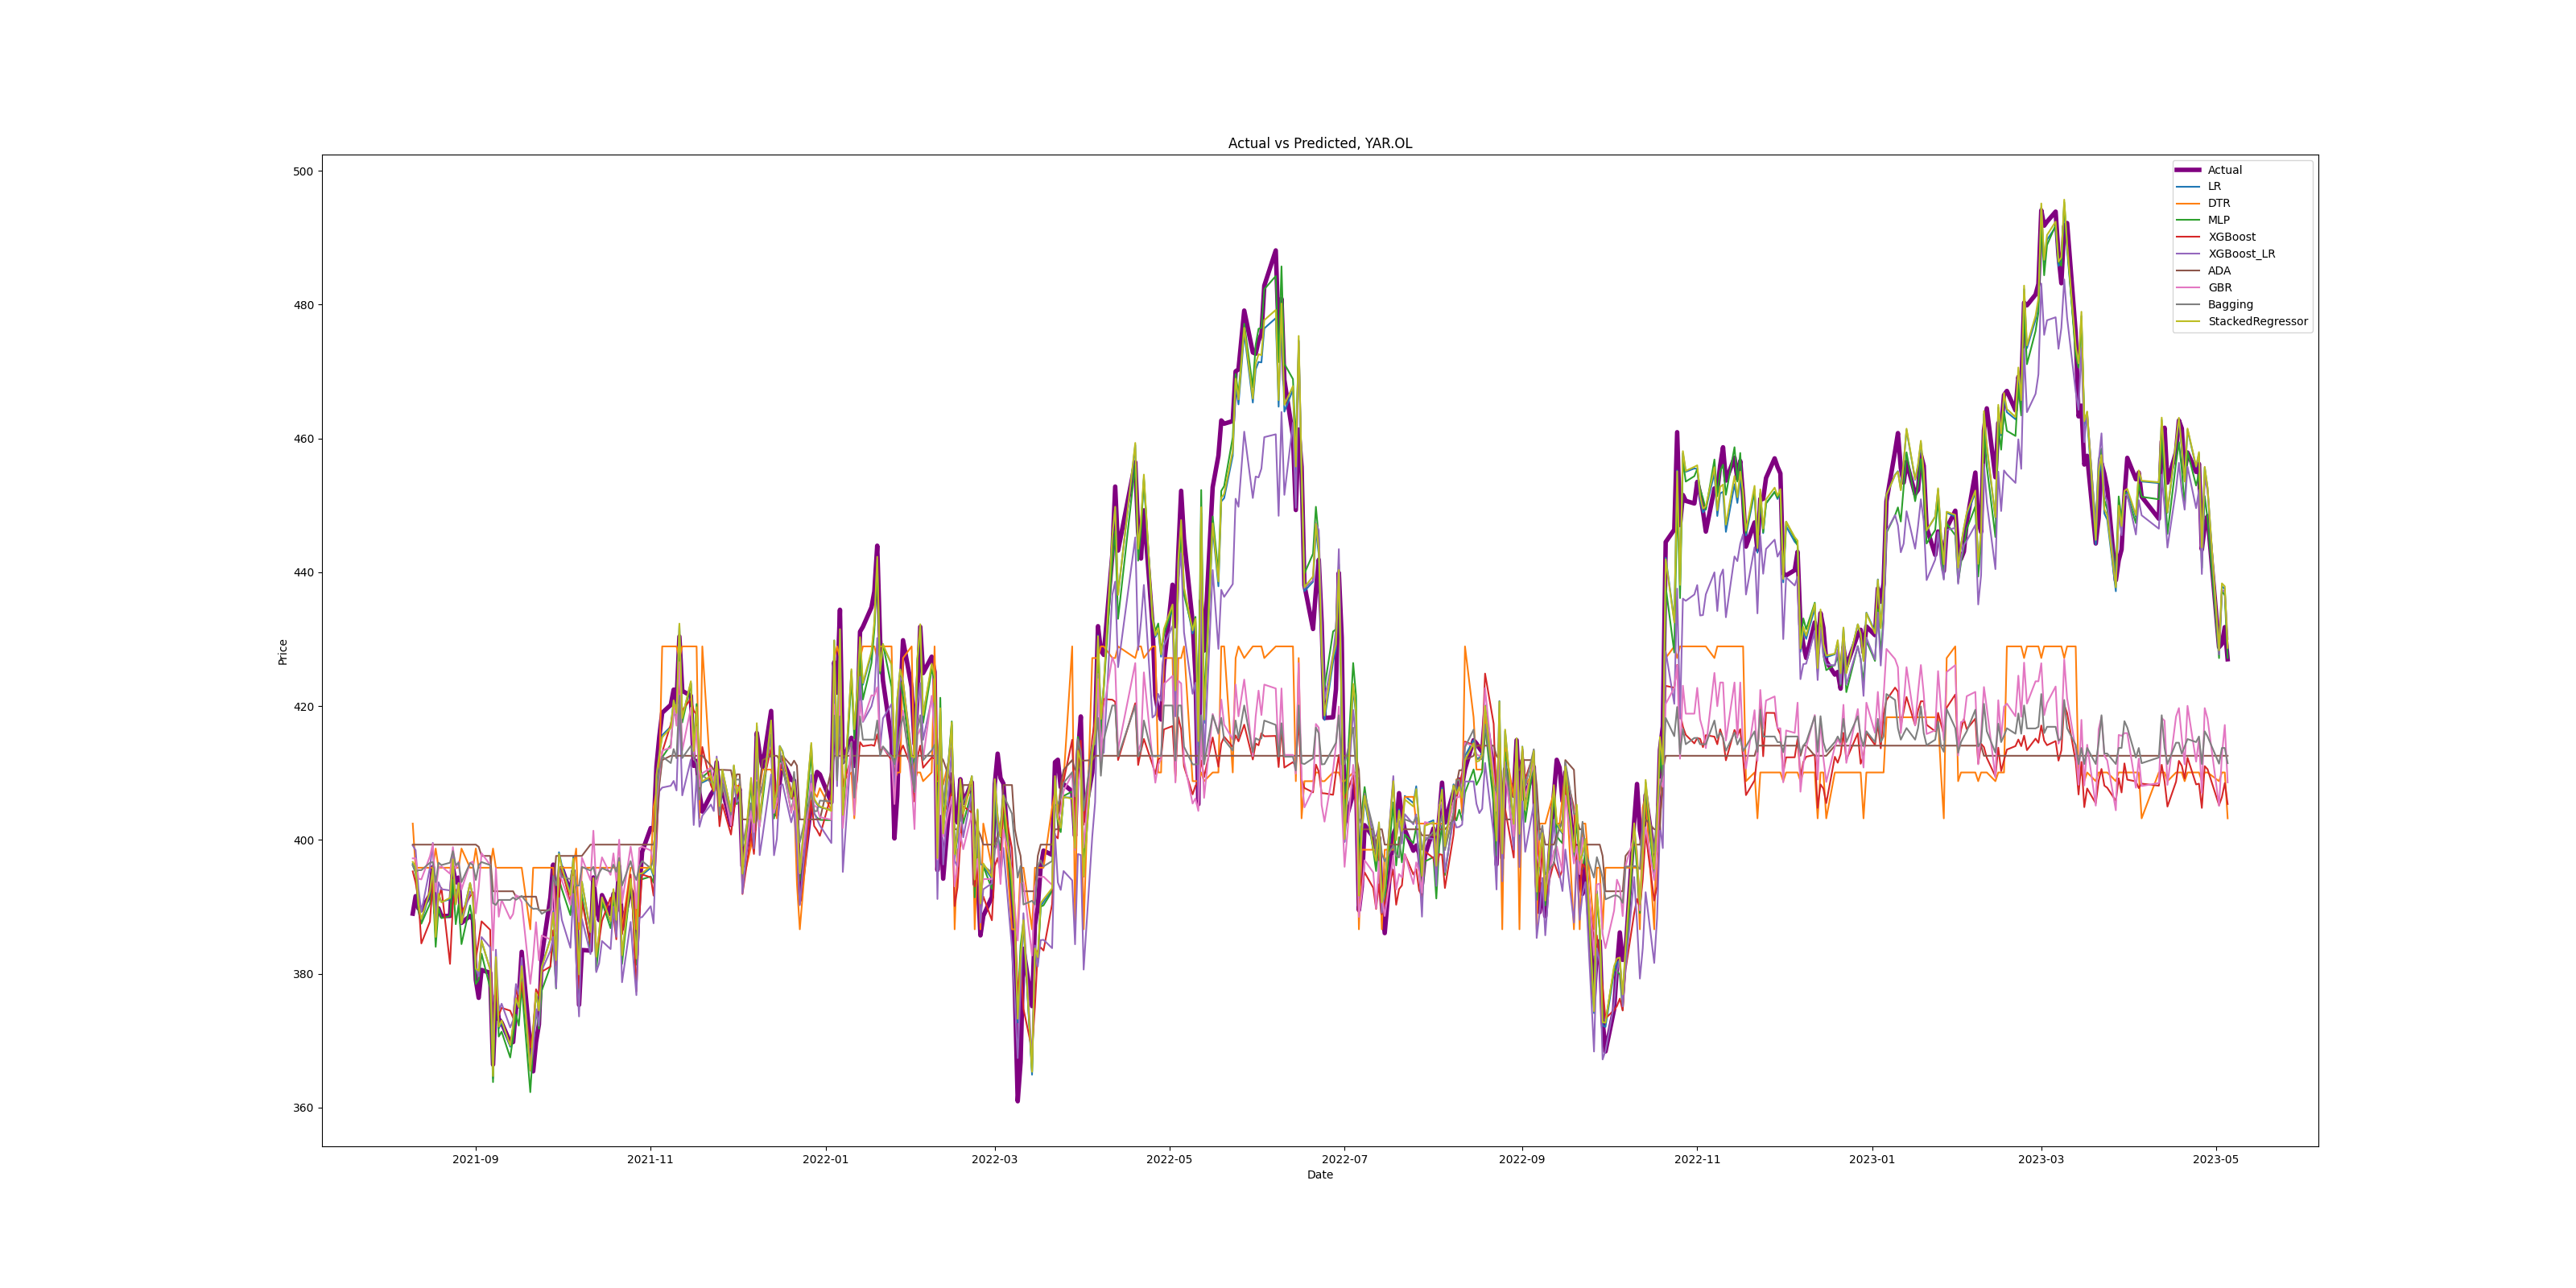 Actual vs Predicted, YAR.OL
500
480
460
440
420
400
380
360
Price
2021-09
2021-11
2022-01
2022-03
2022-05
2022-07
2022-09
2022-11
2023-01
2023-03
2023-05
Date
Actual
LR
DTR
MLP
XGBoost
XGBoost_LR
ADA
GBR
Bagging
StackedRegressor